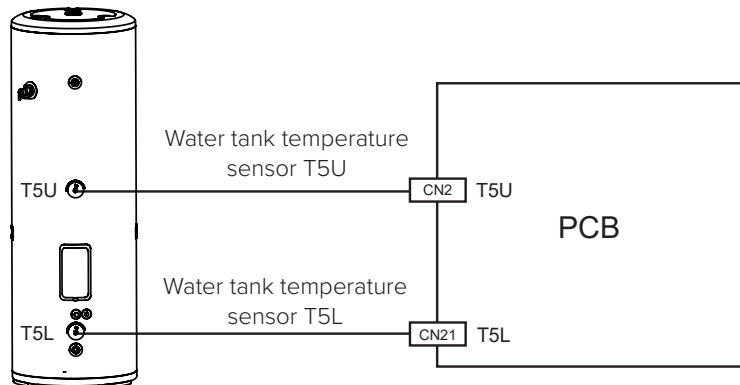 Water tank temperature
sensor T5U
T5U
CN2
T5U
PCB
Water tank temperature
sensor T5L
T5L
CN21
T5L